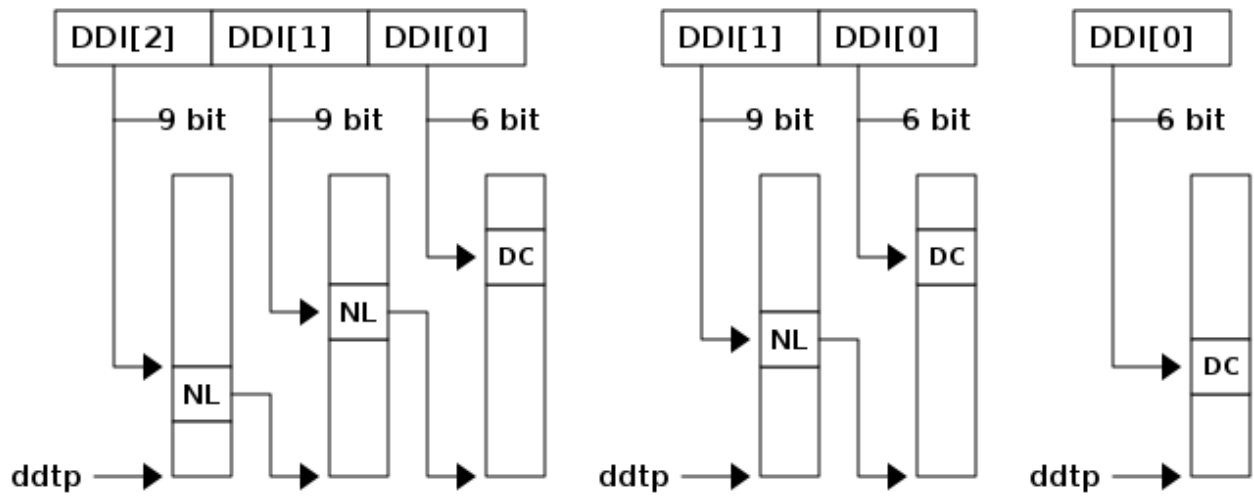 DDI[2] DDI[1] DDI[0] DDI[1] DDI[0] DDI[0]
9 bit 9 bit 6 bit 9 bit 6 bit 6 bit
DC DC
NL
NL
DC
NL
ddtp ddtp ddtp